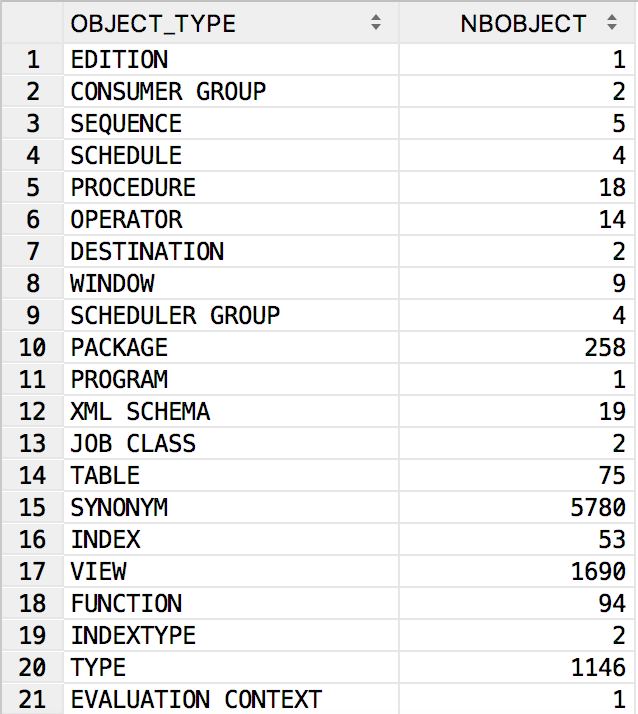 OBJECT_TYPE NBOBJECT
1 EDITION 1
2 CONSUMER GROUP 2
3 SEQUENCE 5
4 SCHEDULE 4
5 PROCEDURE 18
6 OPERATOR 14
7 DESTINATION 2
8 WINDOW 9
9 SCHEDULER GROUP 4
10 PACKAGE 258
11 PROGRAM 1
12 XML SCHEMA 19
13 JOB CLASS 2
14 TABLE 75
15 SYNONYM 5780
16 INDEX 53
17 VIEW 1690
18 FUNCTION 94
19 INDEXTYPE 2
20 TYPE 1146
21 EVALUATION CONTEXT 1